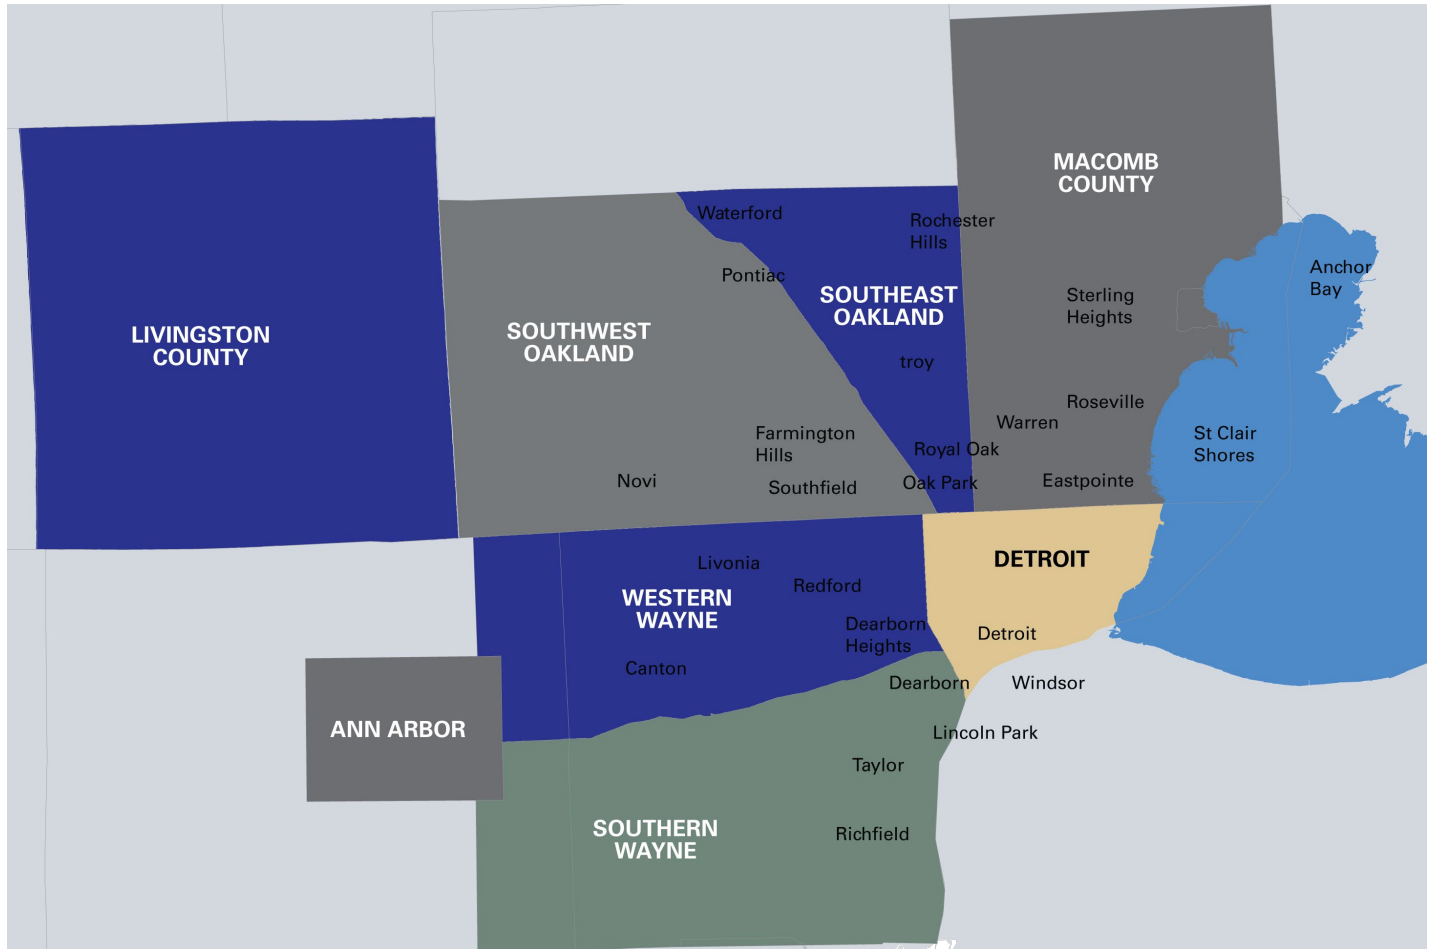 MACOMB
COUNTY
Waterford
Rochester
Hills
Anchor
Bay
Pontiac
SOUTHEAST
OAKLAND
Sterling
Heights
LIVINGSTON
COUNTY
SOUTHWEST
OAKLAND
troy
Roseville
Warren
Farmington
Hills
St Clair
Shores
Royal Oak
Novi
Southfield
Oak Park
Eastpointe
DETROIT
Livonia
Redford
WESTERN
WAYNE
Dearborn
Heights
Detroit
Canton
Dearborn
Windsor
ANN ARBOR
Lincoln Park
Taylor
SOUTHERN
WAYNE
Richfield